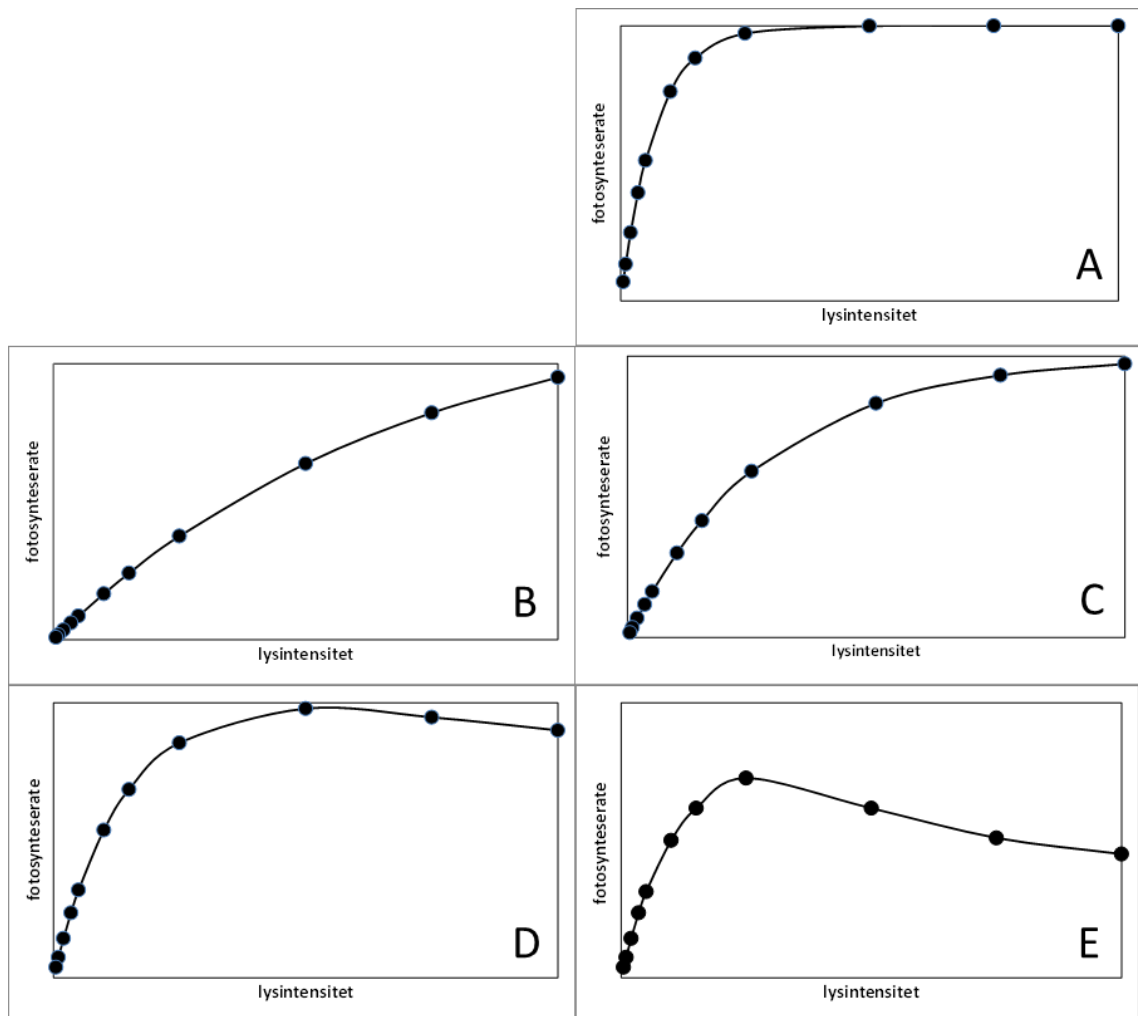 fotosynteserate
A
lysintensitet
fotosynteserate
B
lysintensitet
fotosynteserate
C
lysintensitet
fotosynteserate
D
lysintensitet
fotosynteserate
E
lysintensitet